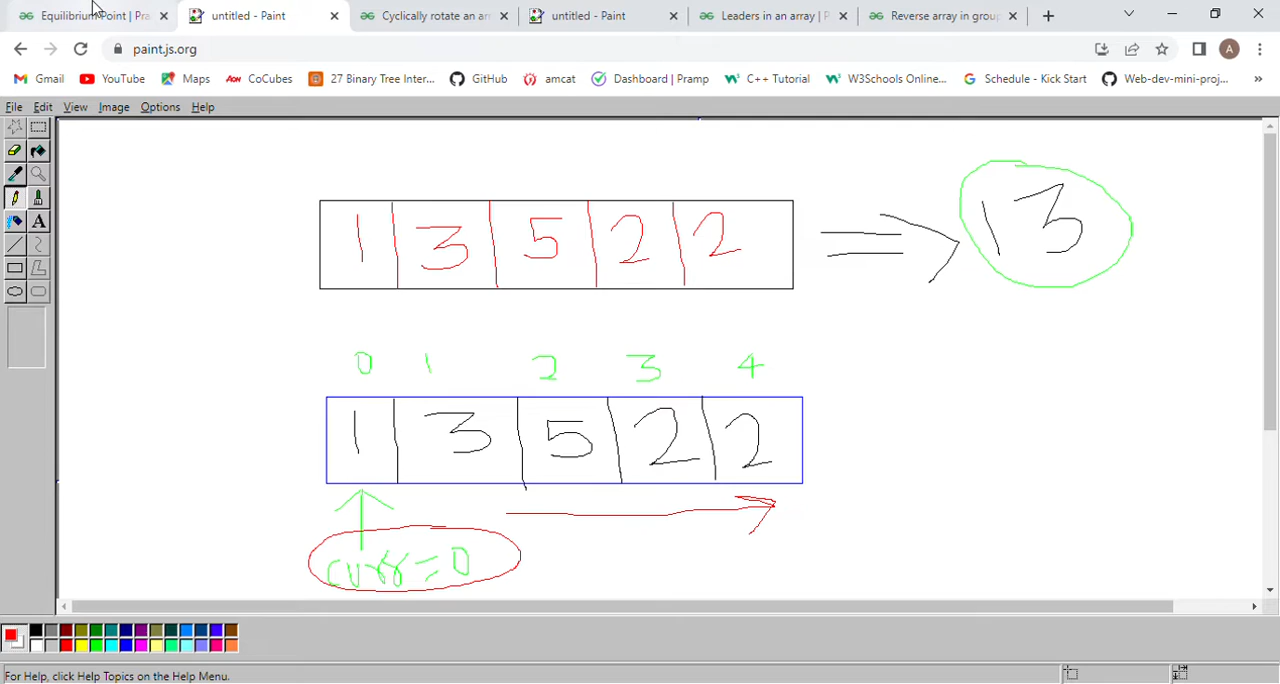 Equilibrium Point | Pra
untitled - Paint
Cyclically rotate an arr
untitled - Paint
Leaders in an array | P
Reverse array in group
paint.js.org
A
Gmail
YouTube
Maps
Aon CoCubes
27 Binary Tree Inter...
GitHub
amcat
Dashboard | Pramp
C++ Tutorial
W3Schools Online...
Schedule - Kick Start
Web-dev-mini-proj...
»
File Edit View Image Options Help
A
1 3 5 2 2
13
0 1 2 3 4
1 3 5 2 2
curr=0
For Help, click Help Topics on the Help Menu.